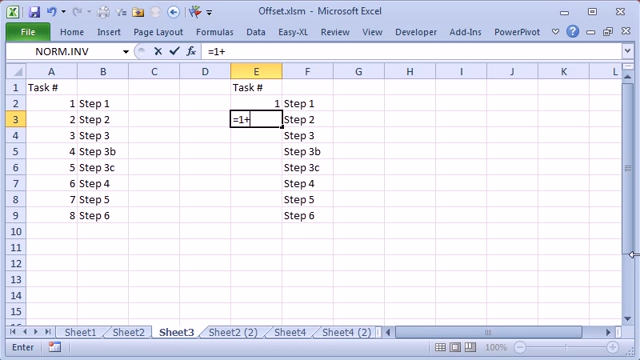 Offset.xlsm - Microsoft Excel
File Home Insert Page Layout Formulas Data Review View Developer Add-Ins PowerPivot
NORM.INV fx =1+
A B C D E F G H I J K L
1 Task # Task #
2 1 Step 1 1 Step 1
3 2 Step 2 =1+ Step 2
4 3 Step 3 Step 3
5 4 Step 3b Step 3b
6 5 Step 3c Step 3c
7 6 Step 4 Step 4
8 7 Step 5 Step 5
9 8 Step 6 Step 6
10
11
12
13
14
15
16
Sheet1 Sheet2 Sheet3 Sheet2 (2) Sheet4 Sheet4 (2)
Enter 100%